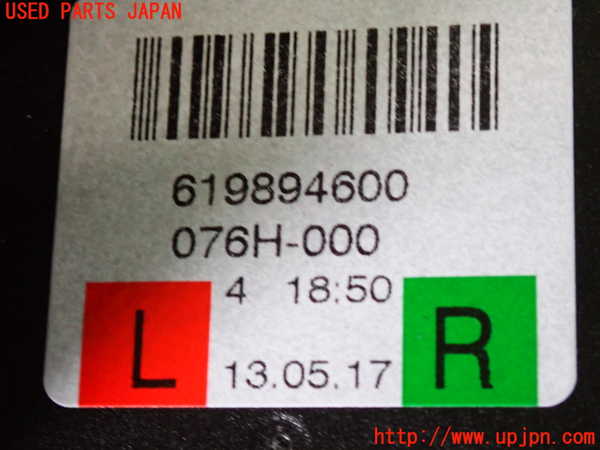 USED PARTS JAPAN
619894600
076H-000
4 18:50
L 13.05.17 R
http://www.upjpn.com/